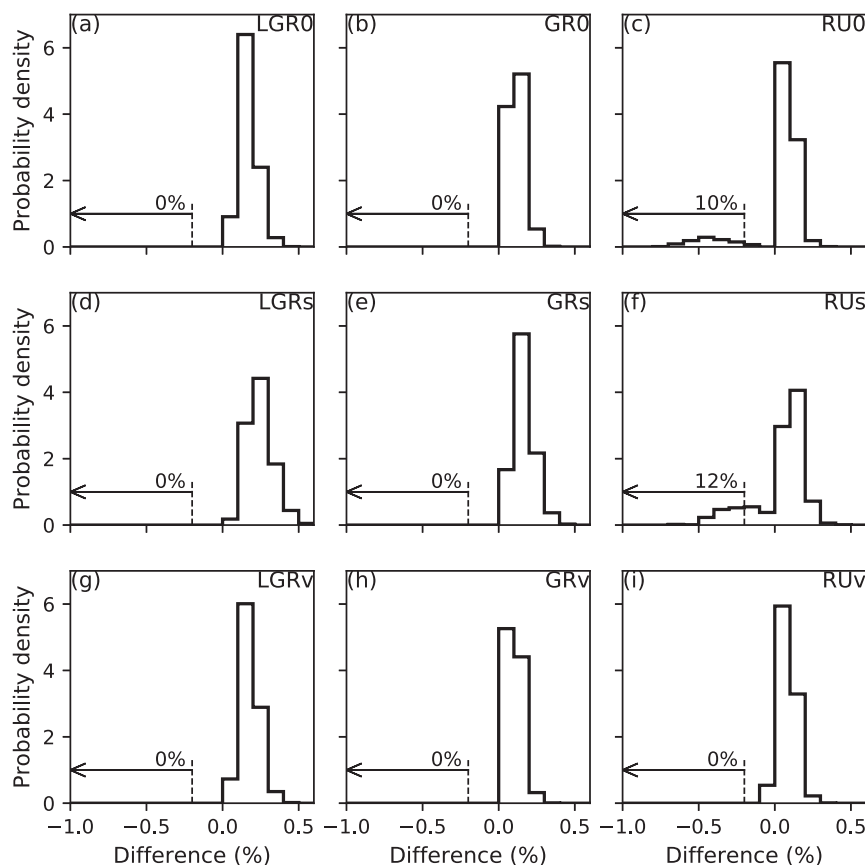 (a) LGR0 (b) GR0 (c) RU0
Probability density
6
4
2
0
0% 0% 10%
(d) LGRs (e) GRs (f) RUs
Probability density
6
4
2
0
0% 0% 12%
(g) LGRv (h) GRv (i) RUv
Probability density
6
4
2
0
0% 0% 0%
−1.0 −0.5 0.0 0.5 −1.0 −0.5 0.0 0.5 −1.0 −0.5 0.0 0.5
Difference (%) Difference (%) Difference (%)